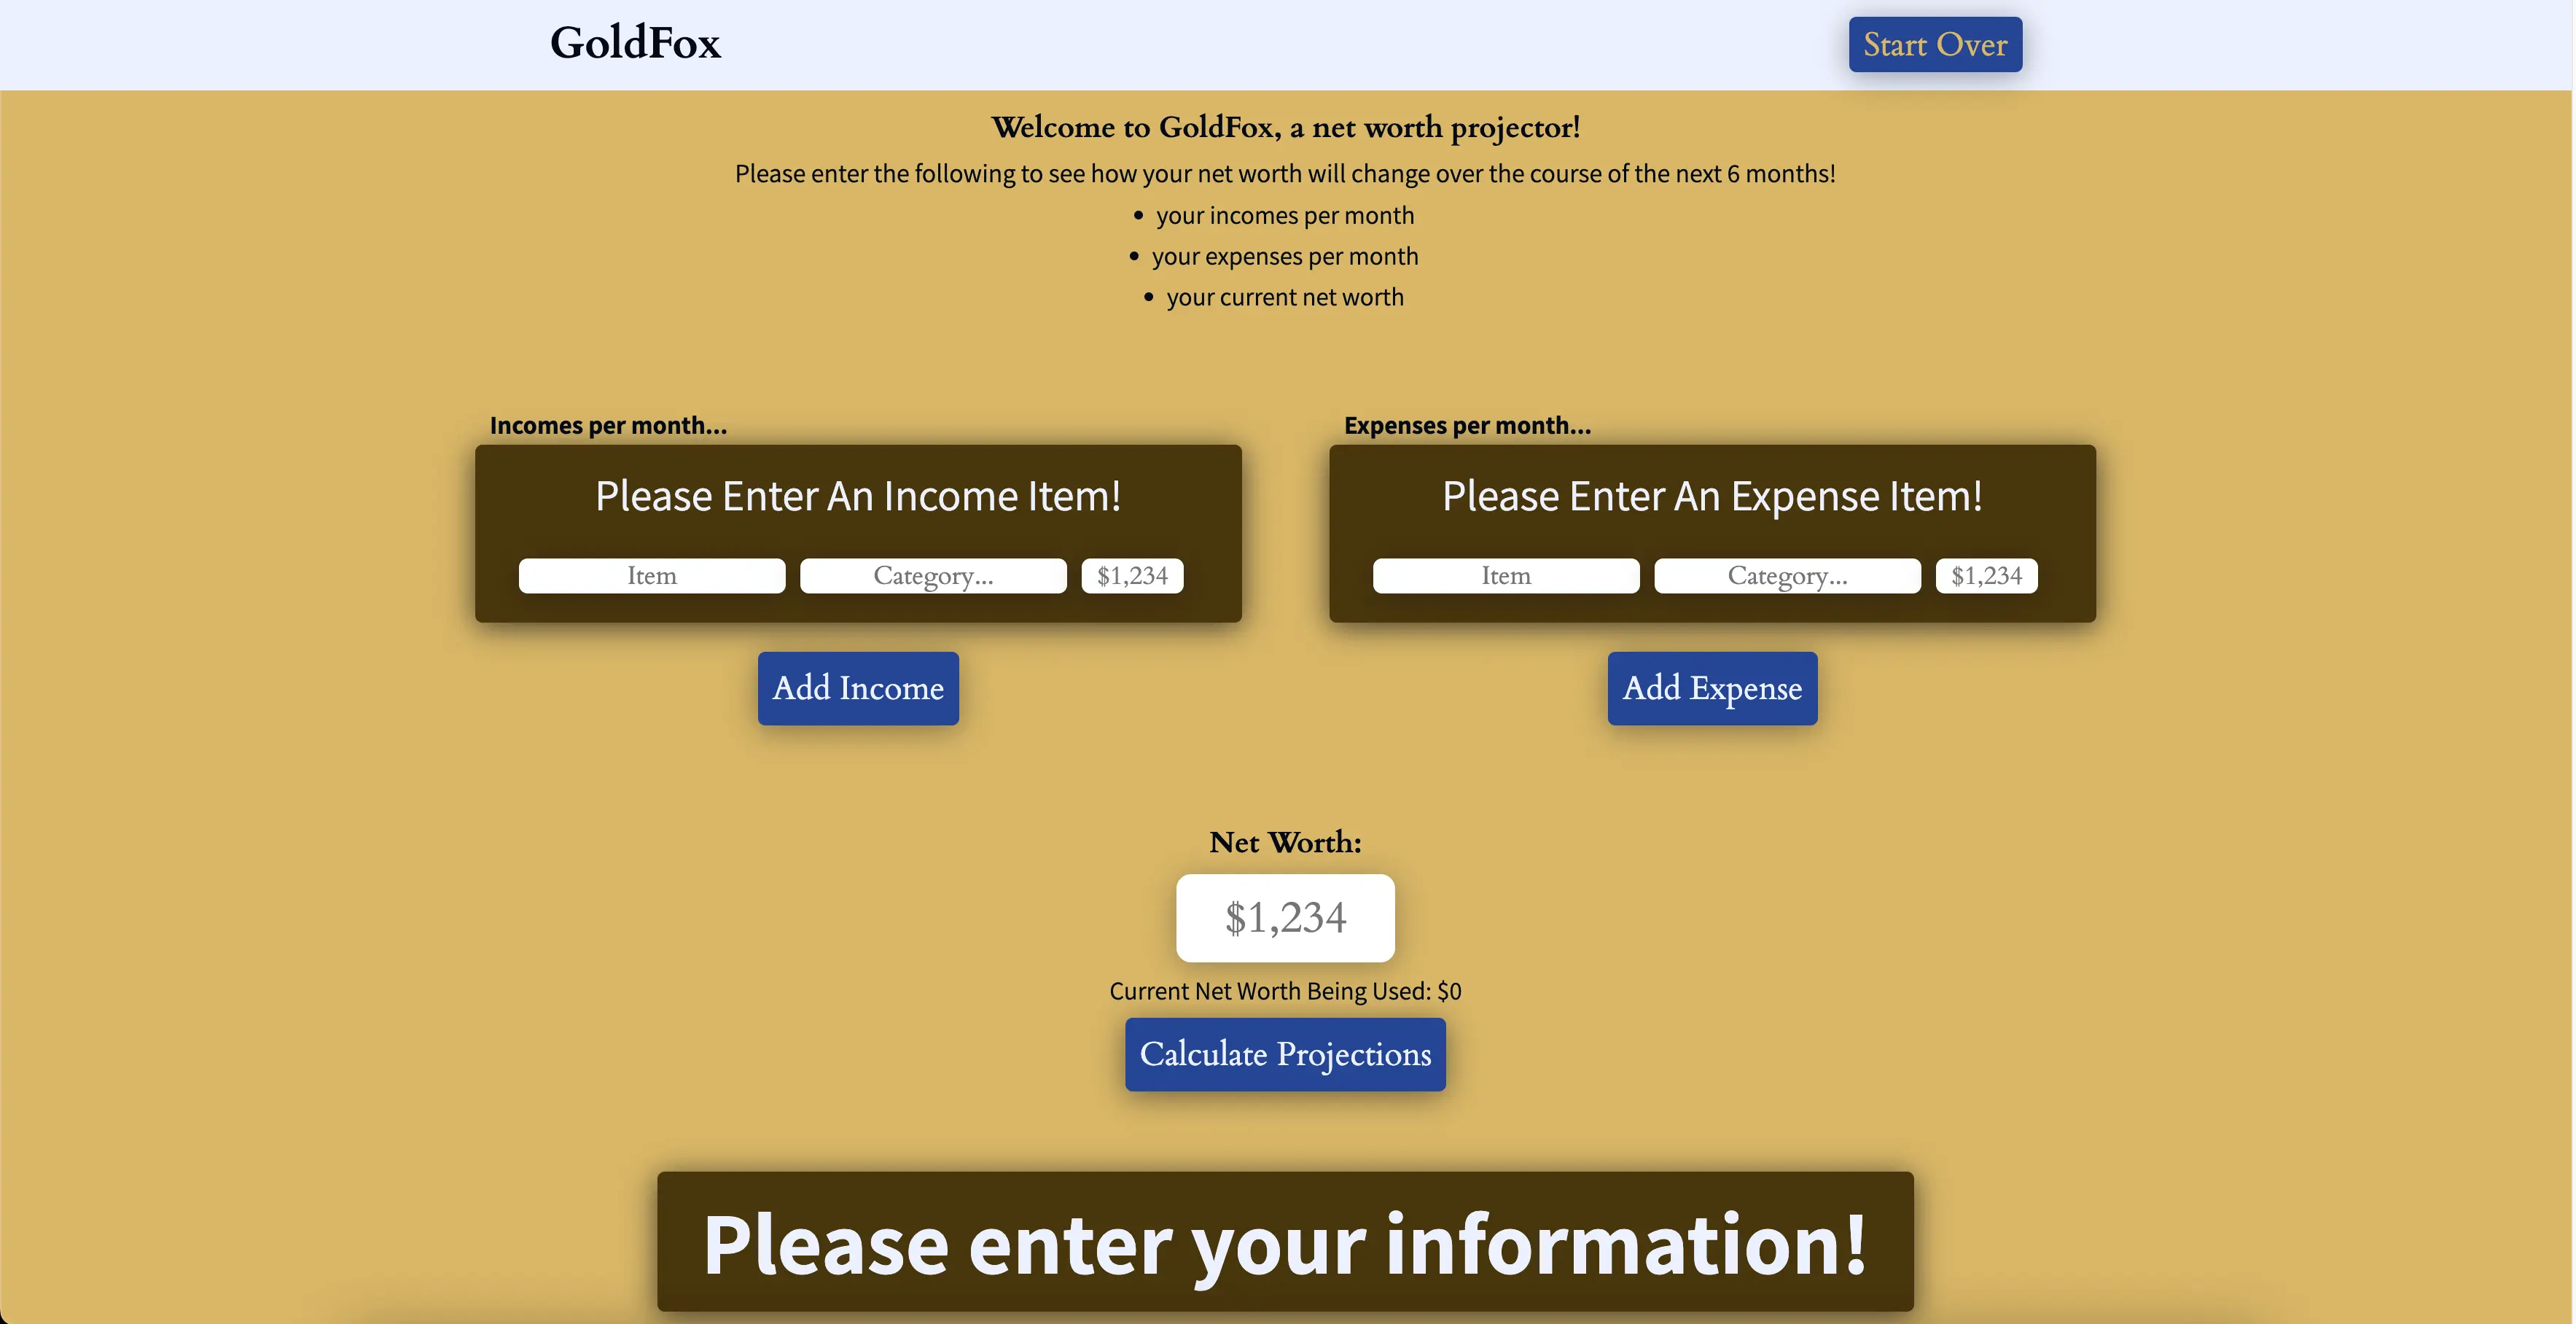 GoldFox
Start Over
Welcome to GoldFox, a net worth projector!
Please enter the following to see how your net worth will change over the course of the next 6 months!
• your incomes per month
• your expenses per month
• your current net worth
Incomes per month...
Please Enter An Income Item!
Item Category... $1,234
Add Income
Expenses per month...
Please Enter An Expense Item!
Item Category... $1,234
Add Expense
Net Worth:
$1,234
Current Net Worth Being Used: $0
Calculate Projections
Please enter your information!